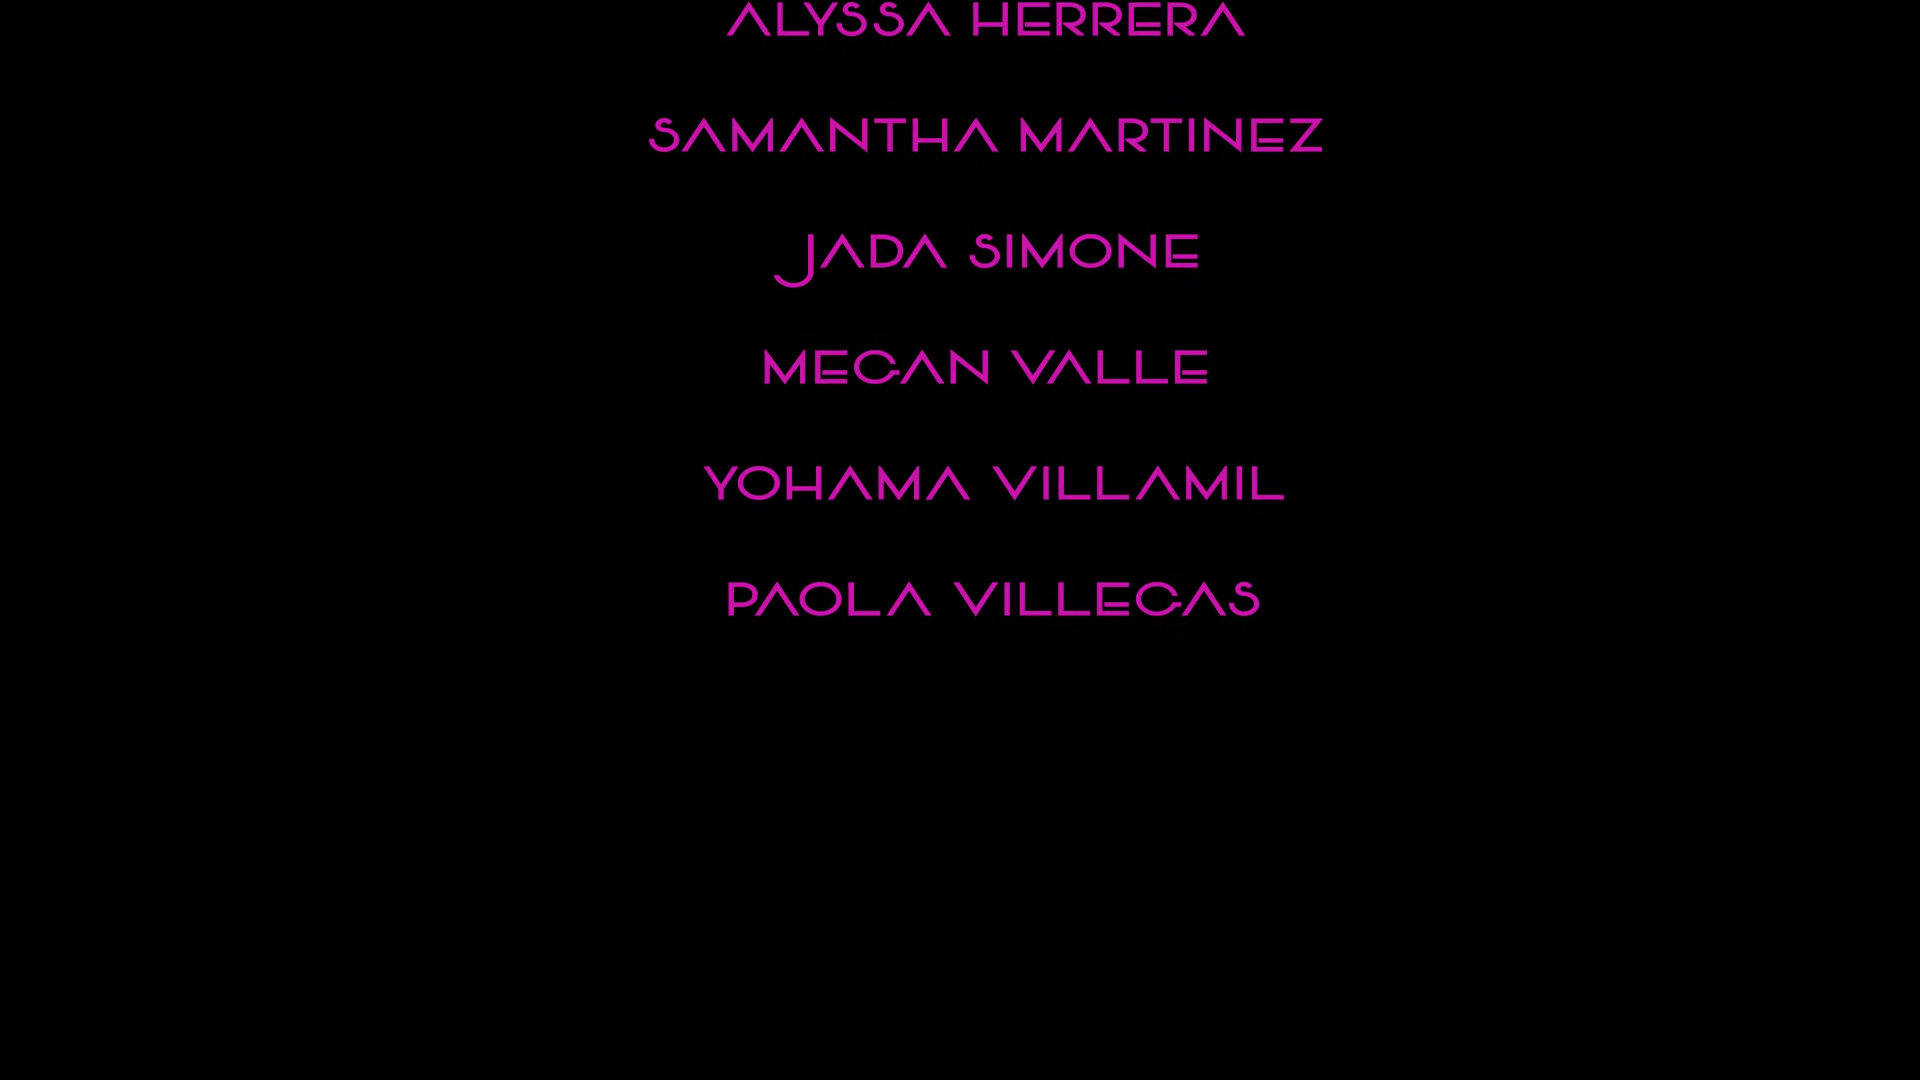 ALYSSA HERRERA
SAMANTHA MARTINEZ
JADA SIMONE
MEGAN VALLE
YOHAMA VILLAMIL
PAOLA VILLEGAS